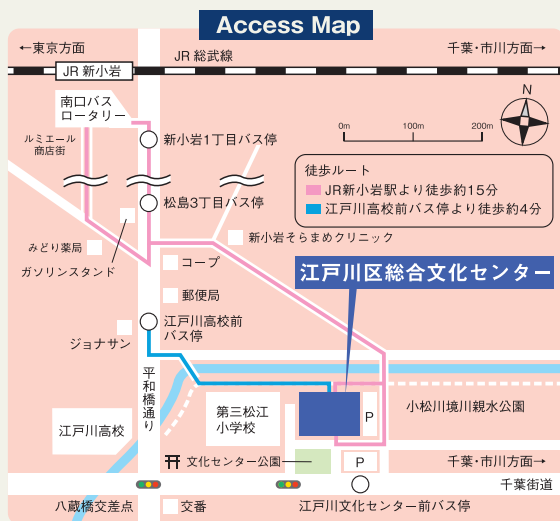 Access Map
←東京方面
JR 総武線
千葉・市川方面→
JR 新小岩
南口バス
ロータリー
N
0m
100m
200m
ルミエール
商店街
新小岩1丁目バス停
徒歩ルート
JR新小岩駅より徒歩約15分
江戸川高校前バス停より徒歩約4分
松島3丁目バス停
みどり薬局
ガソリンスタンド
新小岩そらまめクリニック
コープ
江戸川区総合文化センター
郵便局
江戸川高校前
バス停
ジョナサン
平和橋通り
第三松江
小学校
P
小松川境川親水公園
江戸川高校
文化センター公園
P
千葉・市川方面→
千葉街道
八蔵橋交差点
交番
江戸川文化センター前バス停